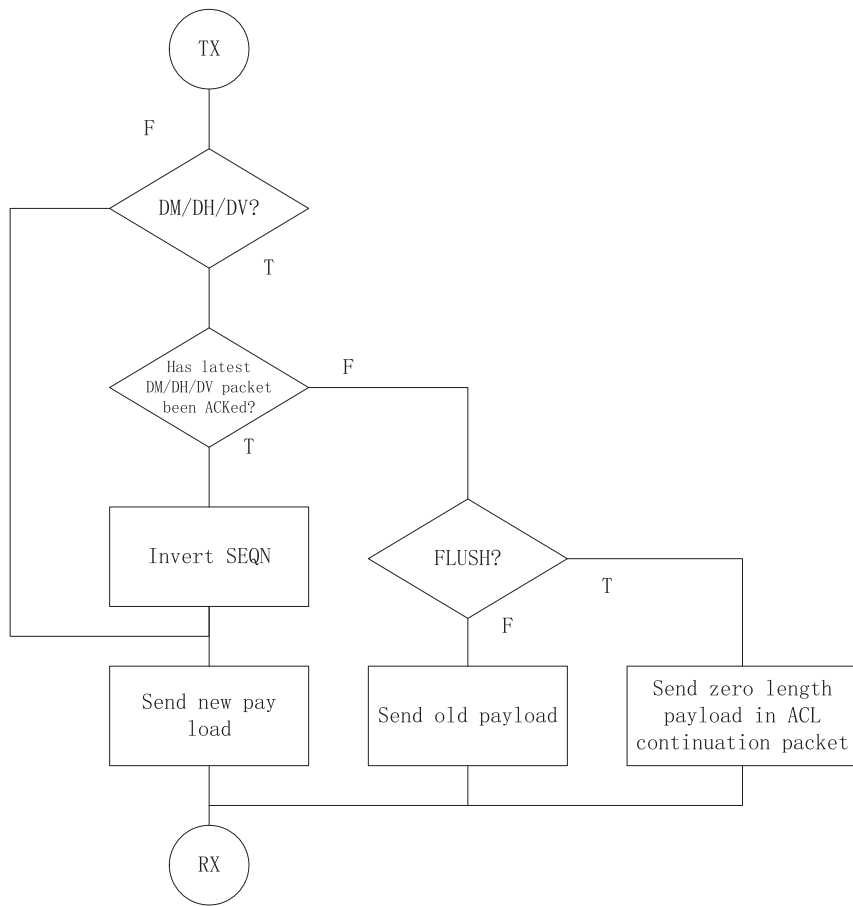 TX
F
DM/DH/DV?
T
Has latest
DM/DH/DV packet
been ACKed?
F
T
Invert SEQN
FLUSH?
T
F
Send new pay
load
Send old payload
Send zero length
payload in ACL
continuation packet
RX